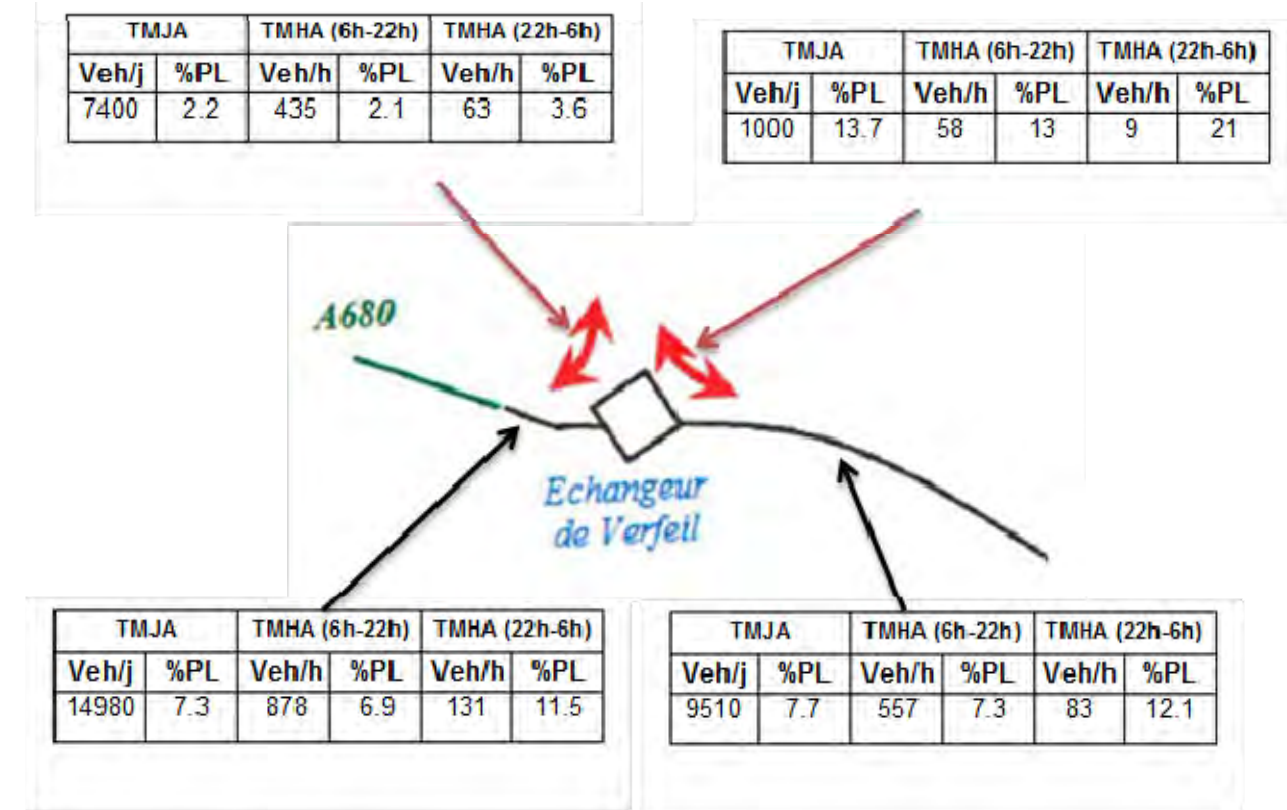 TMJA TMHA (6h-22h) TMHA (22h-6h)
Veh/j %PL Veh/h %PL Veh/h %PL
7400 2.2 435 2.1 63 3.6
TMJA TMHA (6h-22h) TMHA (22h-6h)
Veh/j %PL Veh/h %PL Veh/h %PL
1000 13.7 58 13 9 21
A680
Echangeur
de Verfeil
TMJA TMHA (6h-22h) TMHA (22h-6h)
Veh/j %PL Veh/h %PL Veh/h %PL
14980 7.3 878 6.9 131 11.5
TMJA TMHA (6h-22h) TMHA (22h-6h)
Veh/j %PL Veh/h %PL Veh/h %PL
9510 7.7 557 7.3 83 12.1